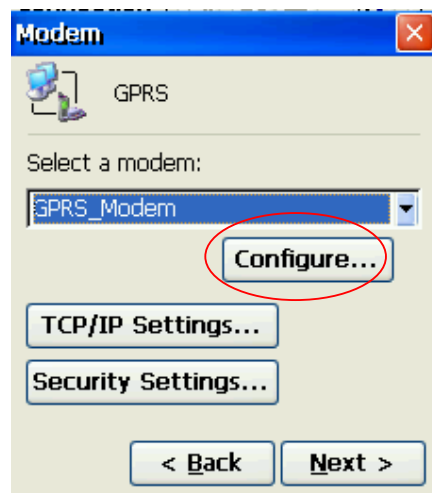 Modem
GPRS
Select a modem:
GPRS_Modem
Configure...
TCP/IP Settings...
Security Settings...
< Back Next >